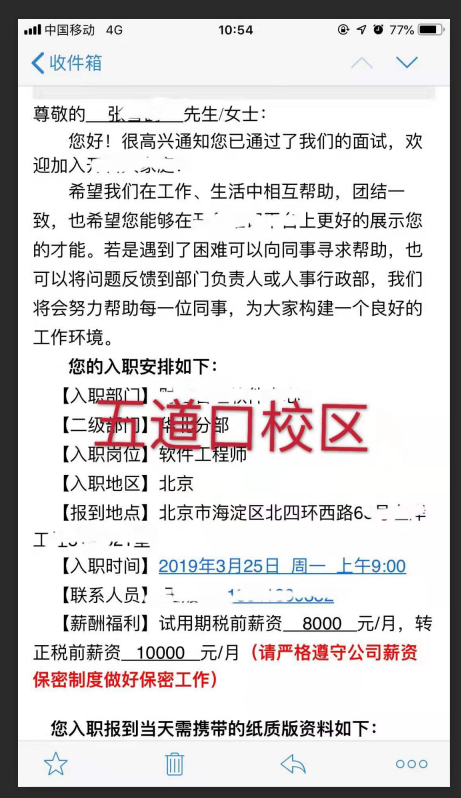 中国移动 4G 10:54 77%
收件箱
尊敬的 张 先生/女士：
您好！很高兴通知您已通过了我们的面试，欢
迎加入
希望我们在工作、生活中相互帮助，团结一
致，也希望您能够在 上更好的展示您
的才能。若是遇到了困难可以向同事寻求帮助，也
可以将问题反馈到部门负责人或人事行政部，我们
将会努力帮助每一位同事，为大家构建一个良好的
工作环境。
您的入职安排如下：
【入职部门】
五道口校区
【二级部门】华北分部
【入职岗位】软件工程师
【入职地区】北京
【报到地点】北京市海淀区北四环西路
【入职时间】2019年3月25日 周一 上午9:00
【联系人员】
【薪酬福利】试用期税前薪资 8000 元/月，转
正税前薪资 10000 元/月（请严格遵守公司薪资
保密制度做好保密工作）
您入职报到当天需携带的纸质版资料如下：